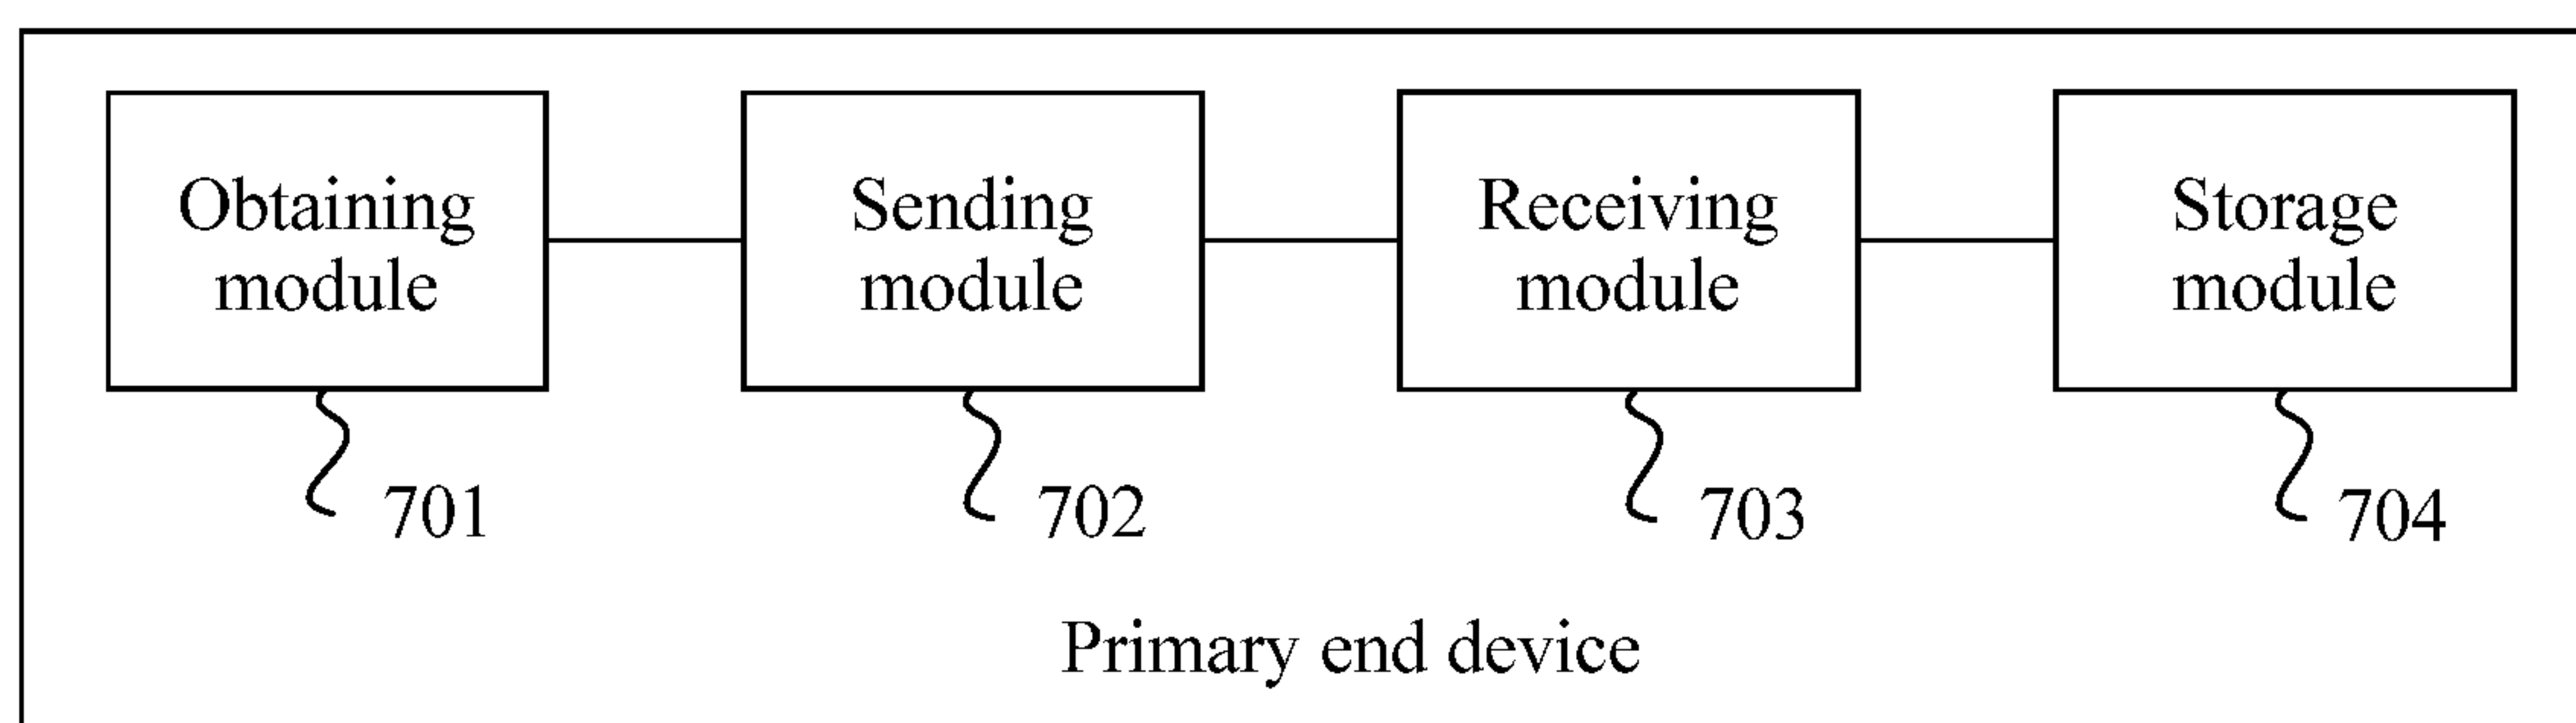 Obtaining
module
Sending
module
Receiving
module
Storage
module
701
702
703
704
Primary end device